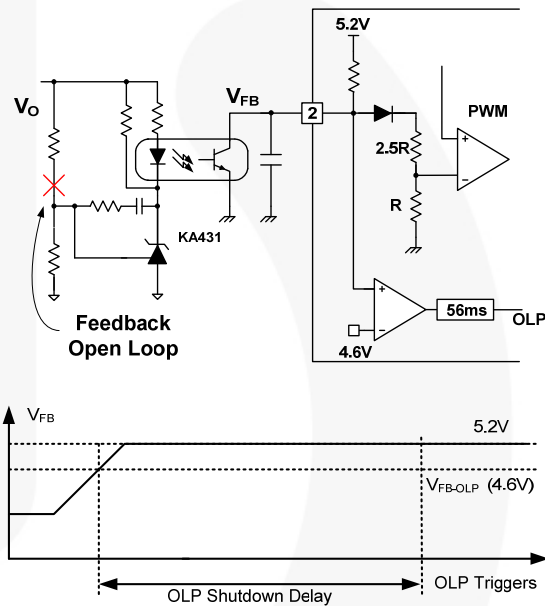 5.2V
VO
VFB
2
PWM
2.5R
R
KA431
Feedback
Open Loop
56ms
OLP
4.6V
VFB
5.2V
VFB-OLP (4.6V)
OLP Triggers
OLP Shutdown Delay